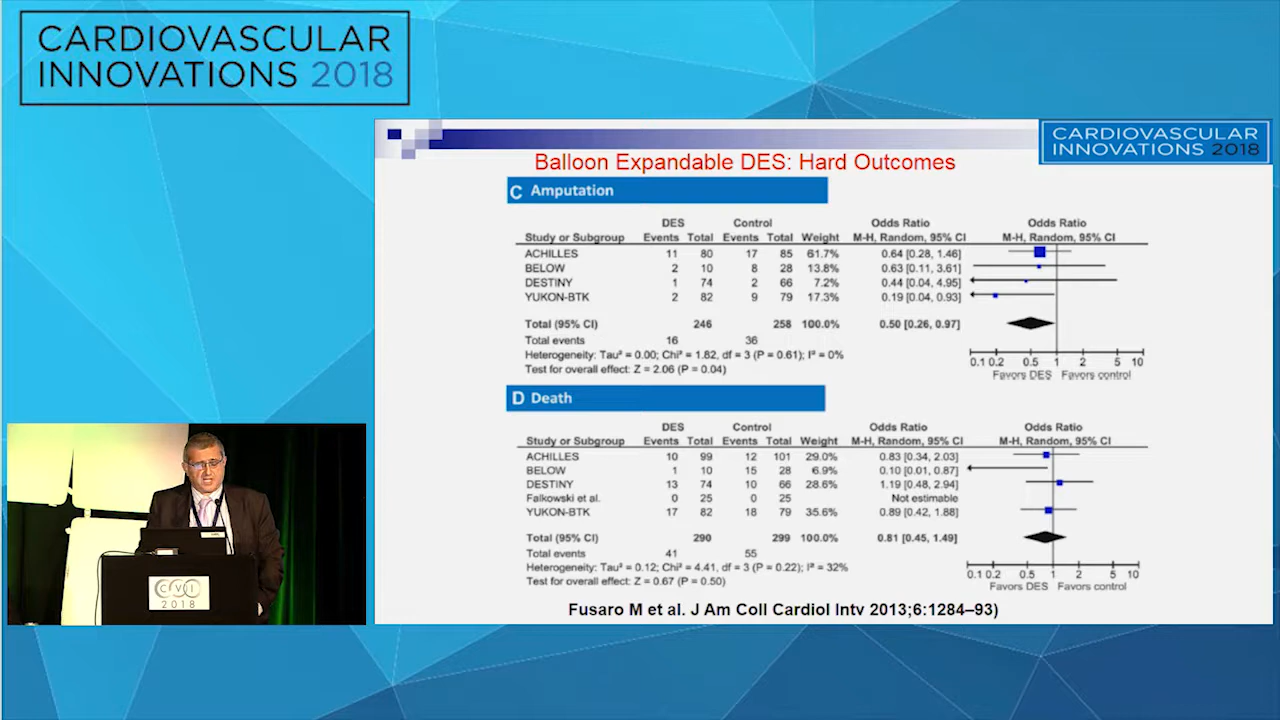 CARDIOVASCULAR
INNOVATIONS 2018
CARDIOVASCULAR
INNOVATIONS 2018
Balloon Expandable DES: Hard Outcomes
C Amputation
DES Control Odds Ratio Odds Ratio
Study or Subgroup Events Total Events Total Weight M-H, Random, 95% CI M-H, Random, 95% CI
ACHILLES 11 80 17 85 61.7% 0.64 [0.28, 1.46]
BELOW 2 10 8 28 13.8% 0.63 [0.11, 3.61]
DESTINY 1 74 2 66 7.2% 0.44 [0.04, 4.95]
YUKON-BTK 2 82 9 79 17.3% 0.19 [0.04, 0.93]
Total (95% CI) 246 258 100.0% 0.50 [0.26, 0.97]
Total events 16 36
Heterogeneity: Tau² = 0.00; Chi² = 1.82, df = 3 (P = 0.61); I² = 0%
Test for overall effect: Z = 2.06 (P = 0.04)
0.1 0.2 0.5 1 2 5 10
Favors DES Favors control
D Death
DES Control Odds Ratio Odds Ratio
Study or Subgroup Events Total Events Total Weight M-H, Random, 95% CI M-H, Random, 95% CI
ACHILLES 10 99 12 101 29.0% 0.83 [0.34, 2.03]
BELOW 1 10 15 28 6.9% 0.10 [0.01, 0.87]
DESTINY 13 74 10 66 28.6% 1.19 [0.48, 2.94]
Falkowski et al. 0 25 0 25 Not estimable
YUKON-BTK 17 82 18 79 35.6% 0.89 [0.42, 1.88]
Total (95% CI) 290 299 100.0% 0.81 [0.45, 1.49]
Total events 41 55
Heterogeneity: Tau² = 0.12; Chi² = 4.41, df = 3 (P = 0.22); I² = 32%
Test for overall effect: Z = 0.67 (P = 0.50)
0.1 0.2 0.5 1 2 5 10
Favors DES Favors control
Fusaro M et al. J Am Coll Cardiol Intv 2013;6:1284–93)
CVI
2018